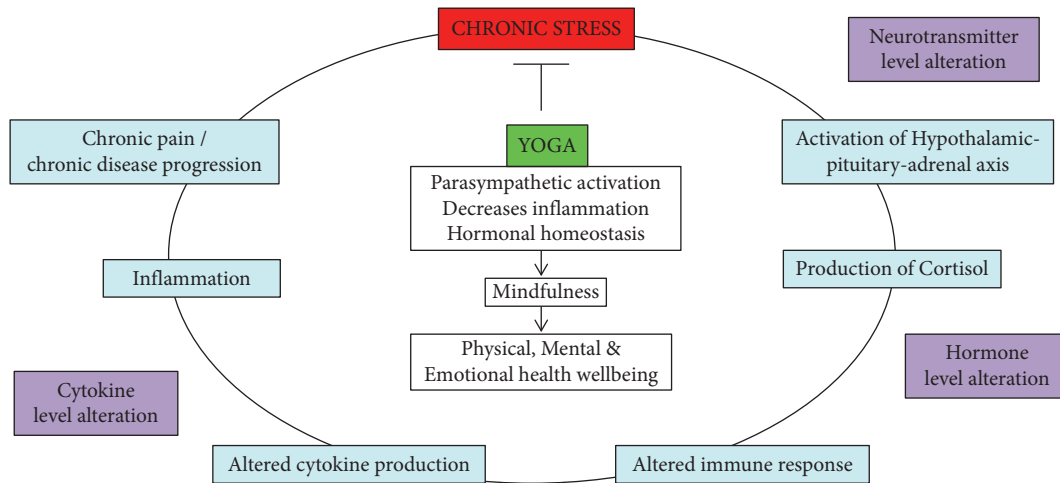 CHRONIC STRESS
Neurotransmitter
level alteration
Chronic pain /
chronic disease progression
YOGA
Activation of Hypothalamic-
pituitary-adrenal axis
Parasympathetic activation
Decreases inflammation
Hormonal homeostasis
Inflammation
Mindfulness
Production of Cortisol
Physical, Mental &
Emotional health wellbeing
Hormone
level alteration
Cytokine
level alteration
Altered cytokine production
Altered immune response